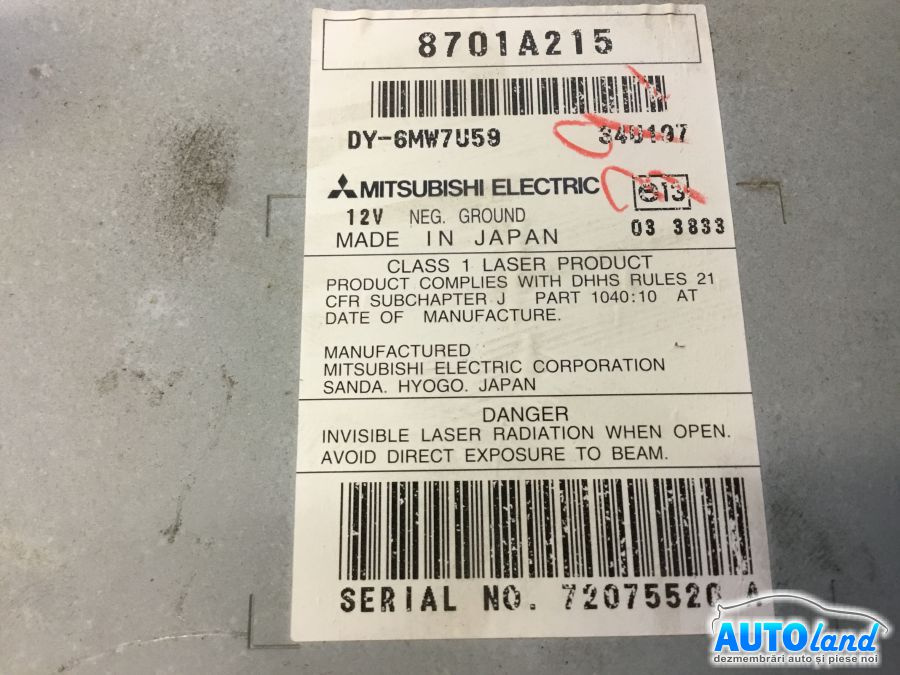 8701A215
DY-6MW7U59 340197
MITSUBISHI ELECTRIC e13
12V NEG. GROUND 03 3833
MADE IN JAPAN
CLASS 1 LASER PRODUCT
PRODUCT COMPLIES WITH DHHS RULES 21
CFR SUBCHAPTER J PART 1040:10 AT
DATE OF MANUFACTURE.
MANUFACTURED
MITSUBISHI ELECTRIC CORPORATION
SANDA. HYOGO. JAPAN
DANGER
INVISIBLE LASER RADIATION WHEN OPEN.
AVOID DIRECT EXPOSURE TO BEAM.
SERIAL NO. 72075520 A
AUTOland
dezmembrări auto și piese noi